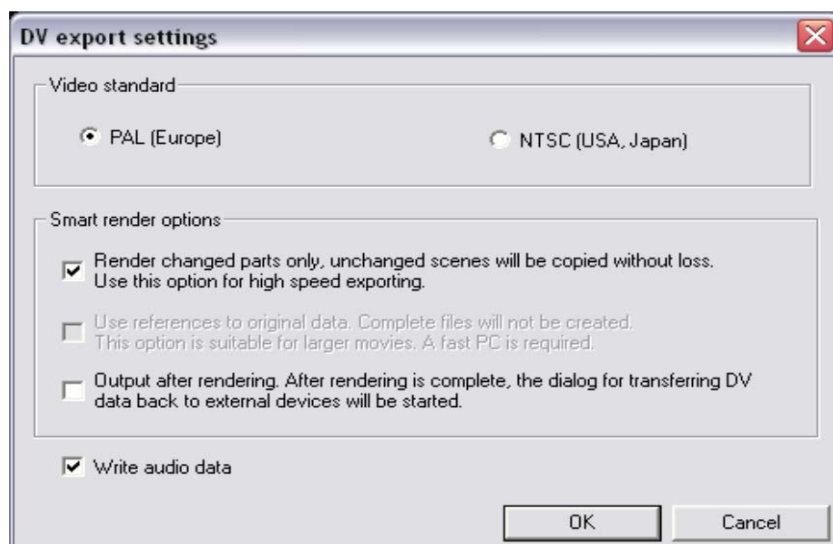 DV export settings
Video standard
PAL (Europe)
NTSC (USA, Japan)
Smart render options
Render changed parts only, unchanged scenes will be copied without loss.
Use this option for high speed exporting.
Use references to original data. Complete files will not be created.
This option is suitable for larger movies. A fast PC is required.
Output after rendering. After rendering is complete, the dialog for transferring DV
data back to external devices will be started.
Write audio data
OK
Cancel